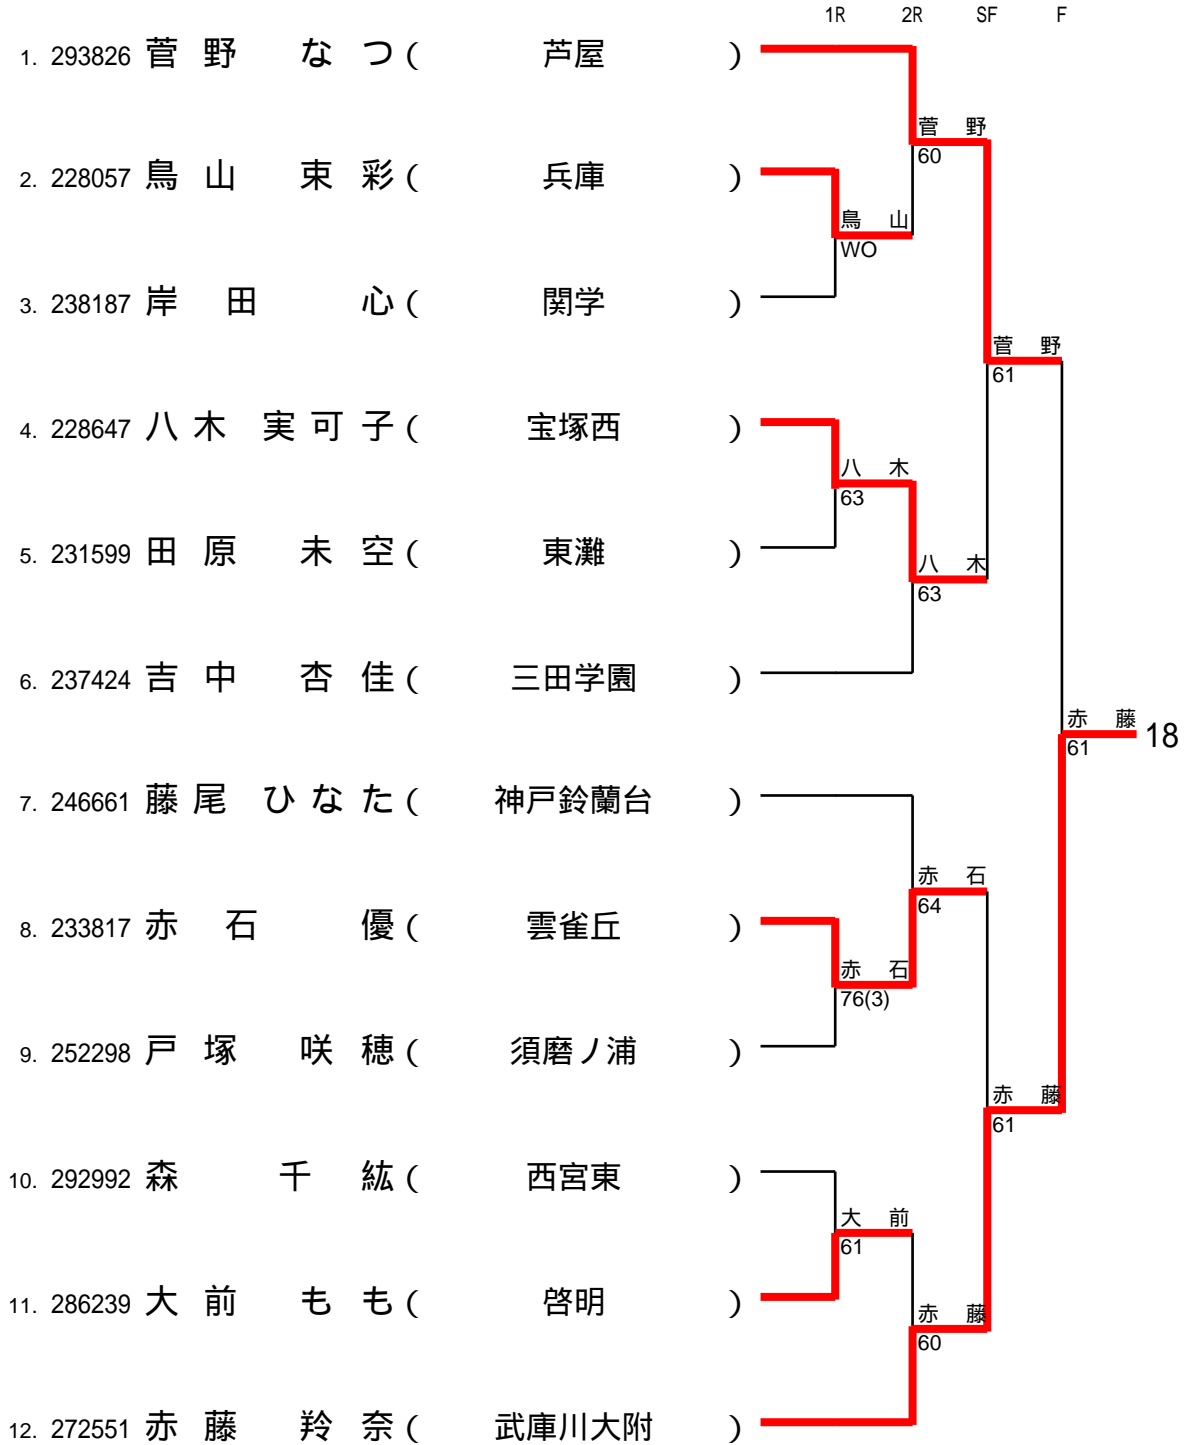 1R 2R SF F
1. 293826 菅野 なつ ( 芦屋 )
菅野
60
2. 228057 鳥山 束彩 ( 兵庫 )
鳥山
WO
3. 238187 岸田 心 ( 関学 )
菅野
61
4. 228647 八木 実可子 ( 宝塚西 )
八木
63
5. 231599 田原 未空 ( 東灘 )
八木
63
6. 237424 吉中 杏佳 ( 三田学園 )
赤藤
61
18
7. 246661 藤尾 ひなた ( 神戸鈴蘭台 )
赤石
64
8. 233817 赤石 優 ( 雲雀丘 )
赤石
76(3)
9. 252298 戸塚 咲穂 ( 須磨ノ浦 )
赤藤
61
10. 292992 森 千紘 ( 西宮東 )
大前
61
11. 286239 大前 もも ( 啓明 )
赤藤
60
12. 272551 赤藤 羚奈 ( 武庫川大附 )